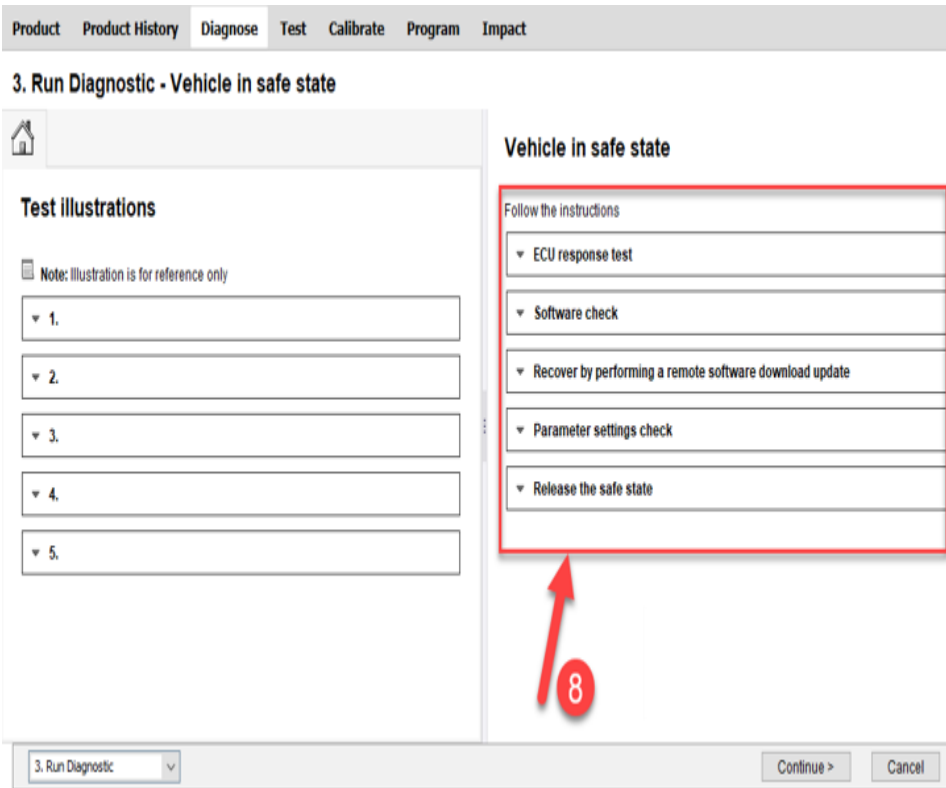 Product Product History Diagnose Test Calibrate Program Impact
3. Run Diagnostic - Vehicle in safe state
Test illustrations
Note: Illustration is for reference only
1.
2.
3.
4.
5.
Vehicle in safe state
Follow the instructions
ECU response test
Software check
Recover by performing a remote software download update
Parameter settings check
Release the safe state
8
3. Run Diagnostic
Continue >
Cancel